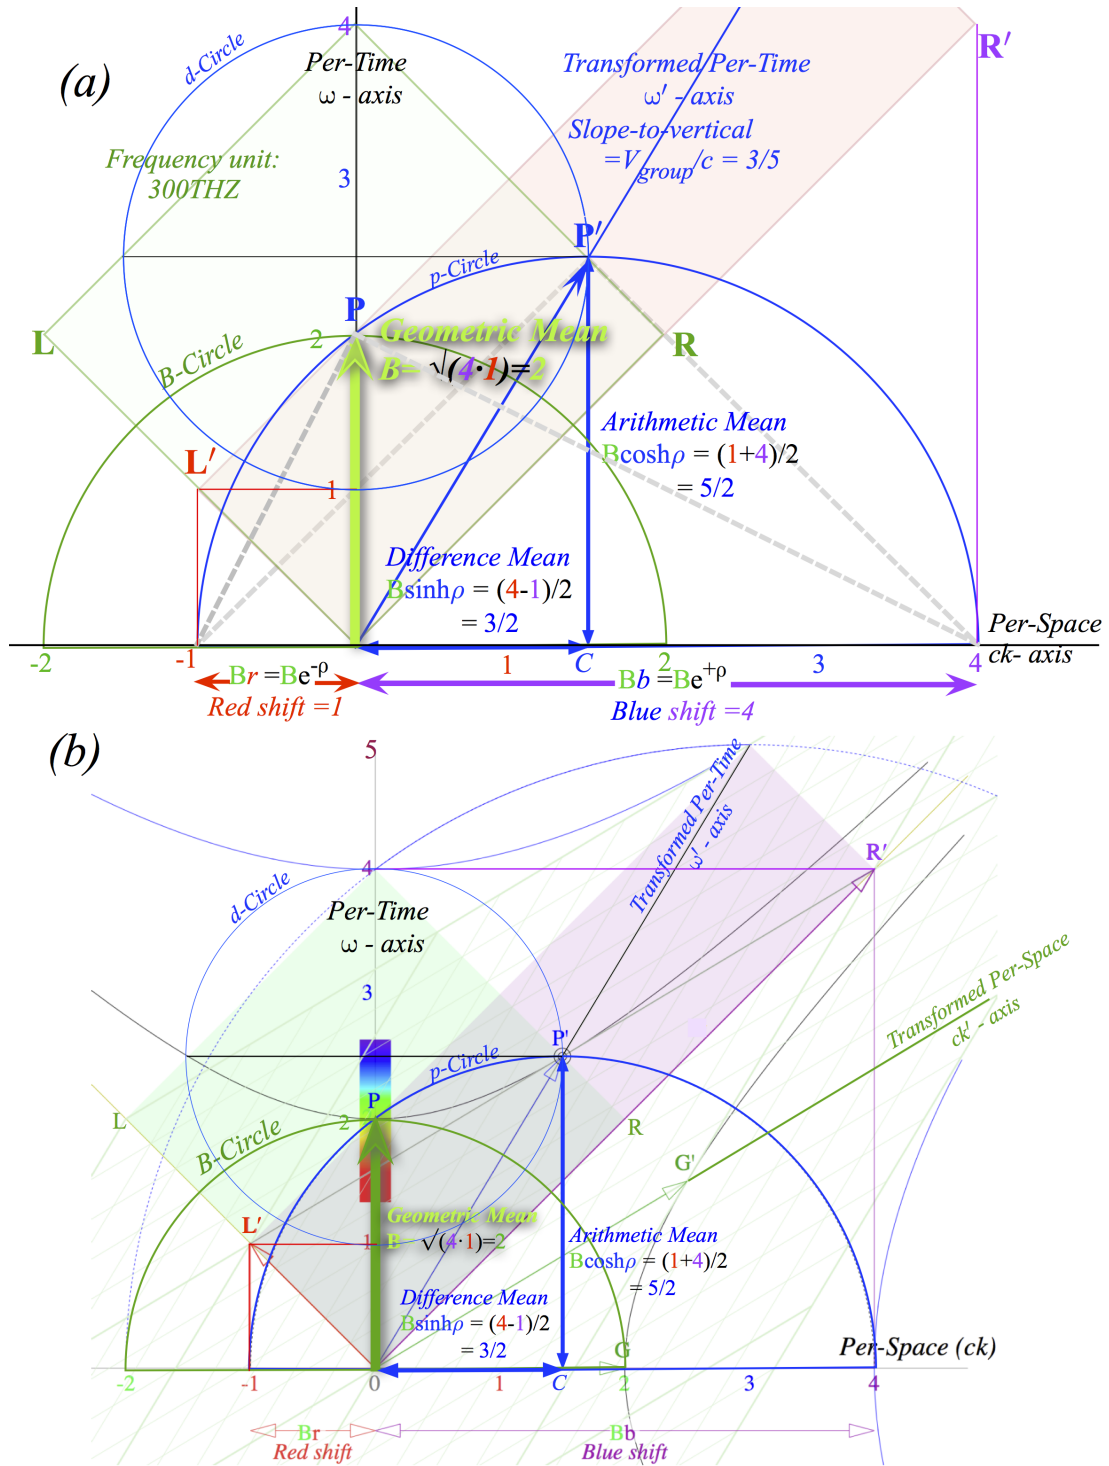 (a)
d-Circle
4
Per-Time
ω - axis
Transformed Per-Time
ω′ - axis
Slope-to-vertical
=Vgroup/c = 3/5
R′
Frequency unit:
300THZ
3
P′
p-Circle
P
L
B-Circle
2
Geometric Mean
B= √(4·1)=2
R
Arithmetic Mean
Bcoshρ = (1+4)/2
= 5/2
L′
1
Difference Mean
Bsinhρ = (4-1)/2
= 3/2
Per-Space
ck- axis
-2
-1
1
C
2
3
4
Br =Be-ρ
Red shift =1
Bb =Be+ρ
Blue shift =4
(b)
5
Transformed Per-Time
ω′ - axis
4
R'
d-Circle
Per-Time
ω - axis
Transformed Per-Space
ck′ - axis
3
P'
p-Circle
P
L
2
B-Circle
R
G'
L′
1
Geometric Mean
B= √(4·1)=2
Arithmetic Mean
Bcoshρ = (1+4)/2
= 5/2
Difference Mean
Bsinhρ = (4-1)/2
= 3/2
G
Per-Space (ck)
-2
-1
0
1
C
2
3
4
Br
Red shift
Bb
Blue shift